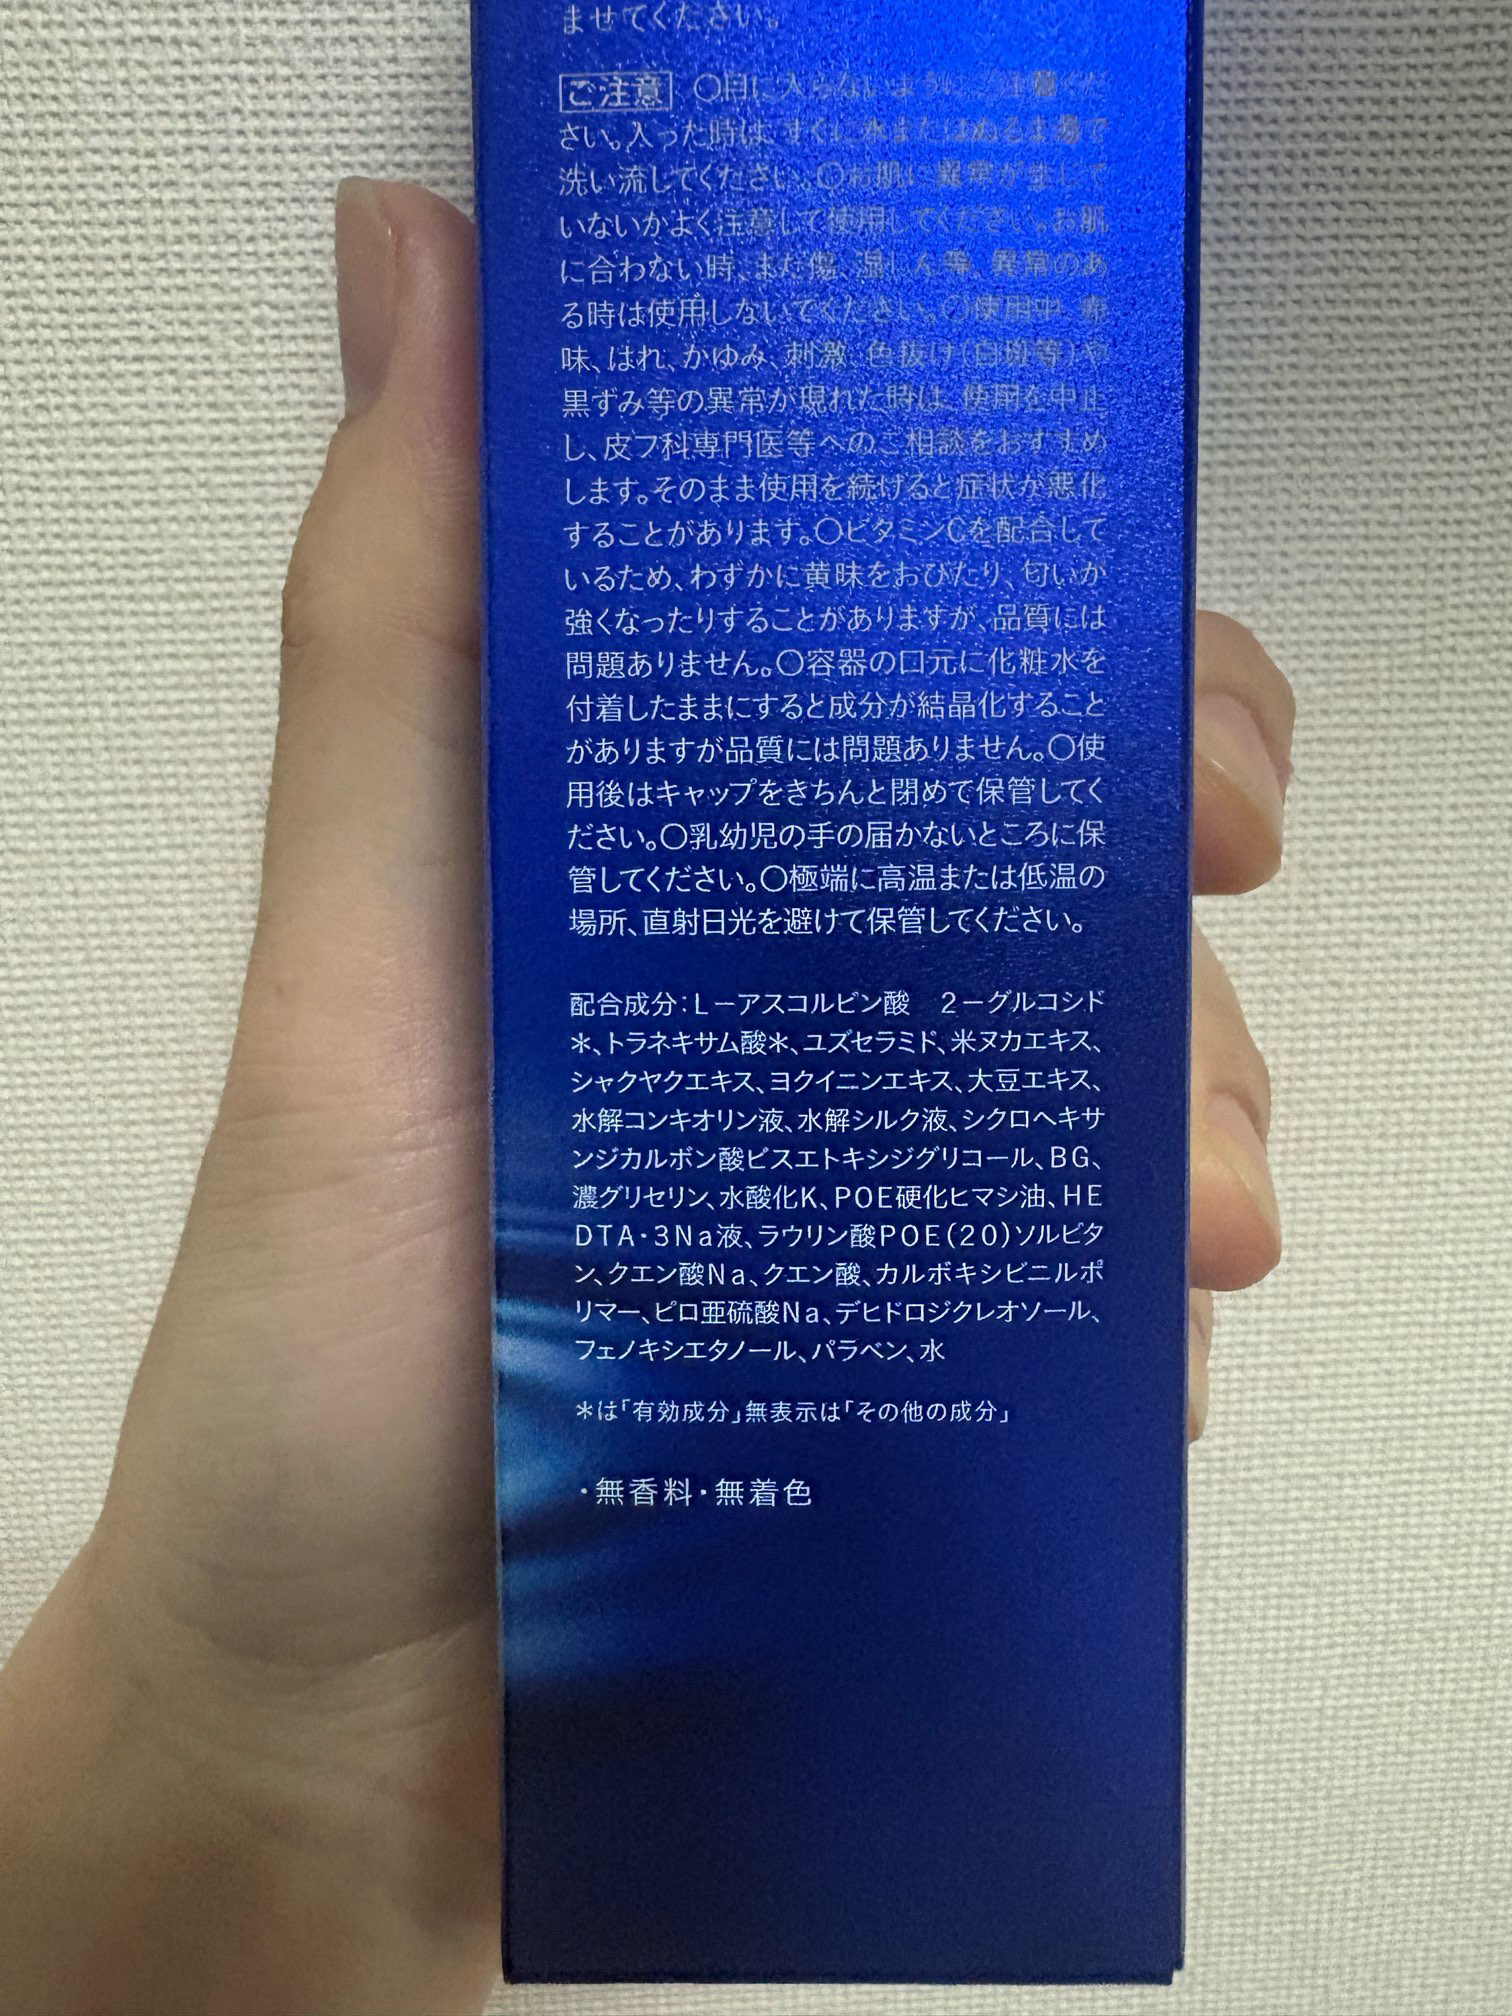 ませてください。
ご注意 ○目に入らないようにご注意くだ
さい。入った時は、すぐに水またはぬるま湯で
洗い流してください。○お肌に異常が生じて
いないかよく注意して使用してください。お肌
に合わない時、また傷、湿しん等、異常のあ
る時は使用しないでください。○使用中、赤
味、はれ、かゆみ、刺激、色抜け(白斑等)や
黒ずみ等の異常が現れた時は、使用を中止
し、皮フ科専門医等へのご相談をおすすめ
します。そのまま使用を続けると症状が悪化
することがあります。○ビタミンCを配合して
いるため、わずかに黄味をおびたり、匂いが
強くなったりすることがありますが、品質には
問題ありません。○容器の口元に化粧水を
付着したままにすると成分が結晶化すること
がありますが品質には問題ありません。○使
用後はキャップをきちんと閉めて保管してく
ださい。○乳幼児の手の届かないところに保
管してください。○極端に高温または低温の
場所、直射日光を避けて保管してください。
配合成分:L-アスコルビン酸 2-グルコシド
*、トラネキサム酸*、ユズセラミド、米ヌカエキス、
シャクヤクエキス、ヨクイニンエキス、大豆エキス、
水解コンキオリン液、水解シルク液、シクロヘキサ
ンジカルボン酸ビスエトキシジグリコール、BG、
濃グリセリン、水酸化K、POE硬化ヒマシ油、HE
DTA・3Na液、ラウリン酸POE(20)ソルビタ
ン、クエン酸Na、クエン酸、カルボキシビニルポ
リマー、ピロ亜硫酸Na、デヒドロジクレオソール、
フェノキシエタノール、パラベン、水
*は「有効成分」無表示は「その他の成分」
・無香料・無着色